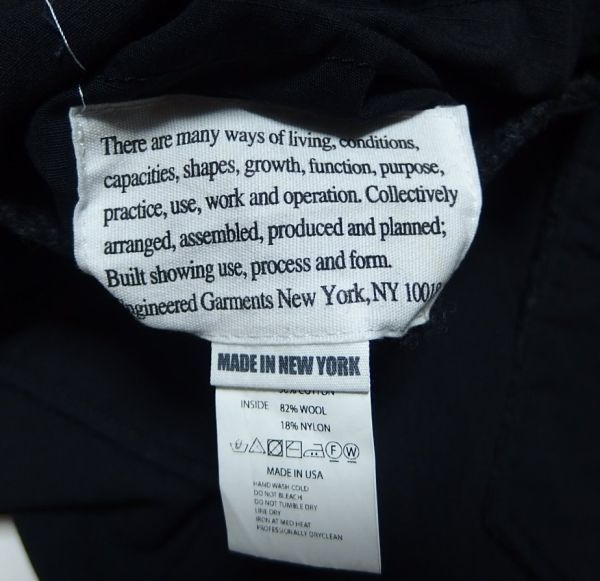 There are many ways of living, conditions,
capacities, shapes, growth, function, purpose,
practice, use, work and operation. Collectively
arranged, assembled, produced and planned;
Built showing use, process and form.
Engineered Garments New York, NY 10018
MADE IN NEW YORK
COTTON
INSIDE 82% WOOL
18% NYLON
F W
MADE IN USA
HAND WASH COLD
DO NOT BLEACH
DO NOT TUMBLE DRY
LINE DRY
IRON AT MED HEAT
PROFESSIONALLY DRYCLEAN